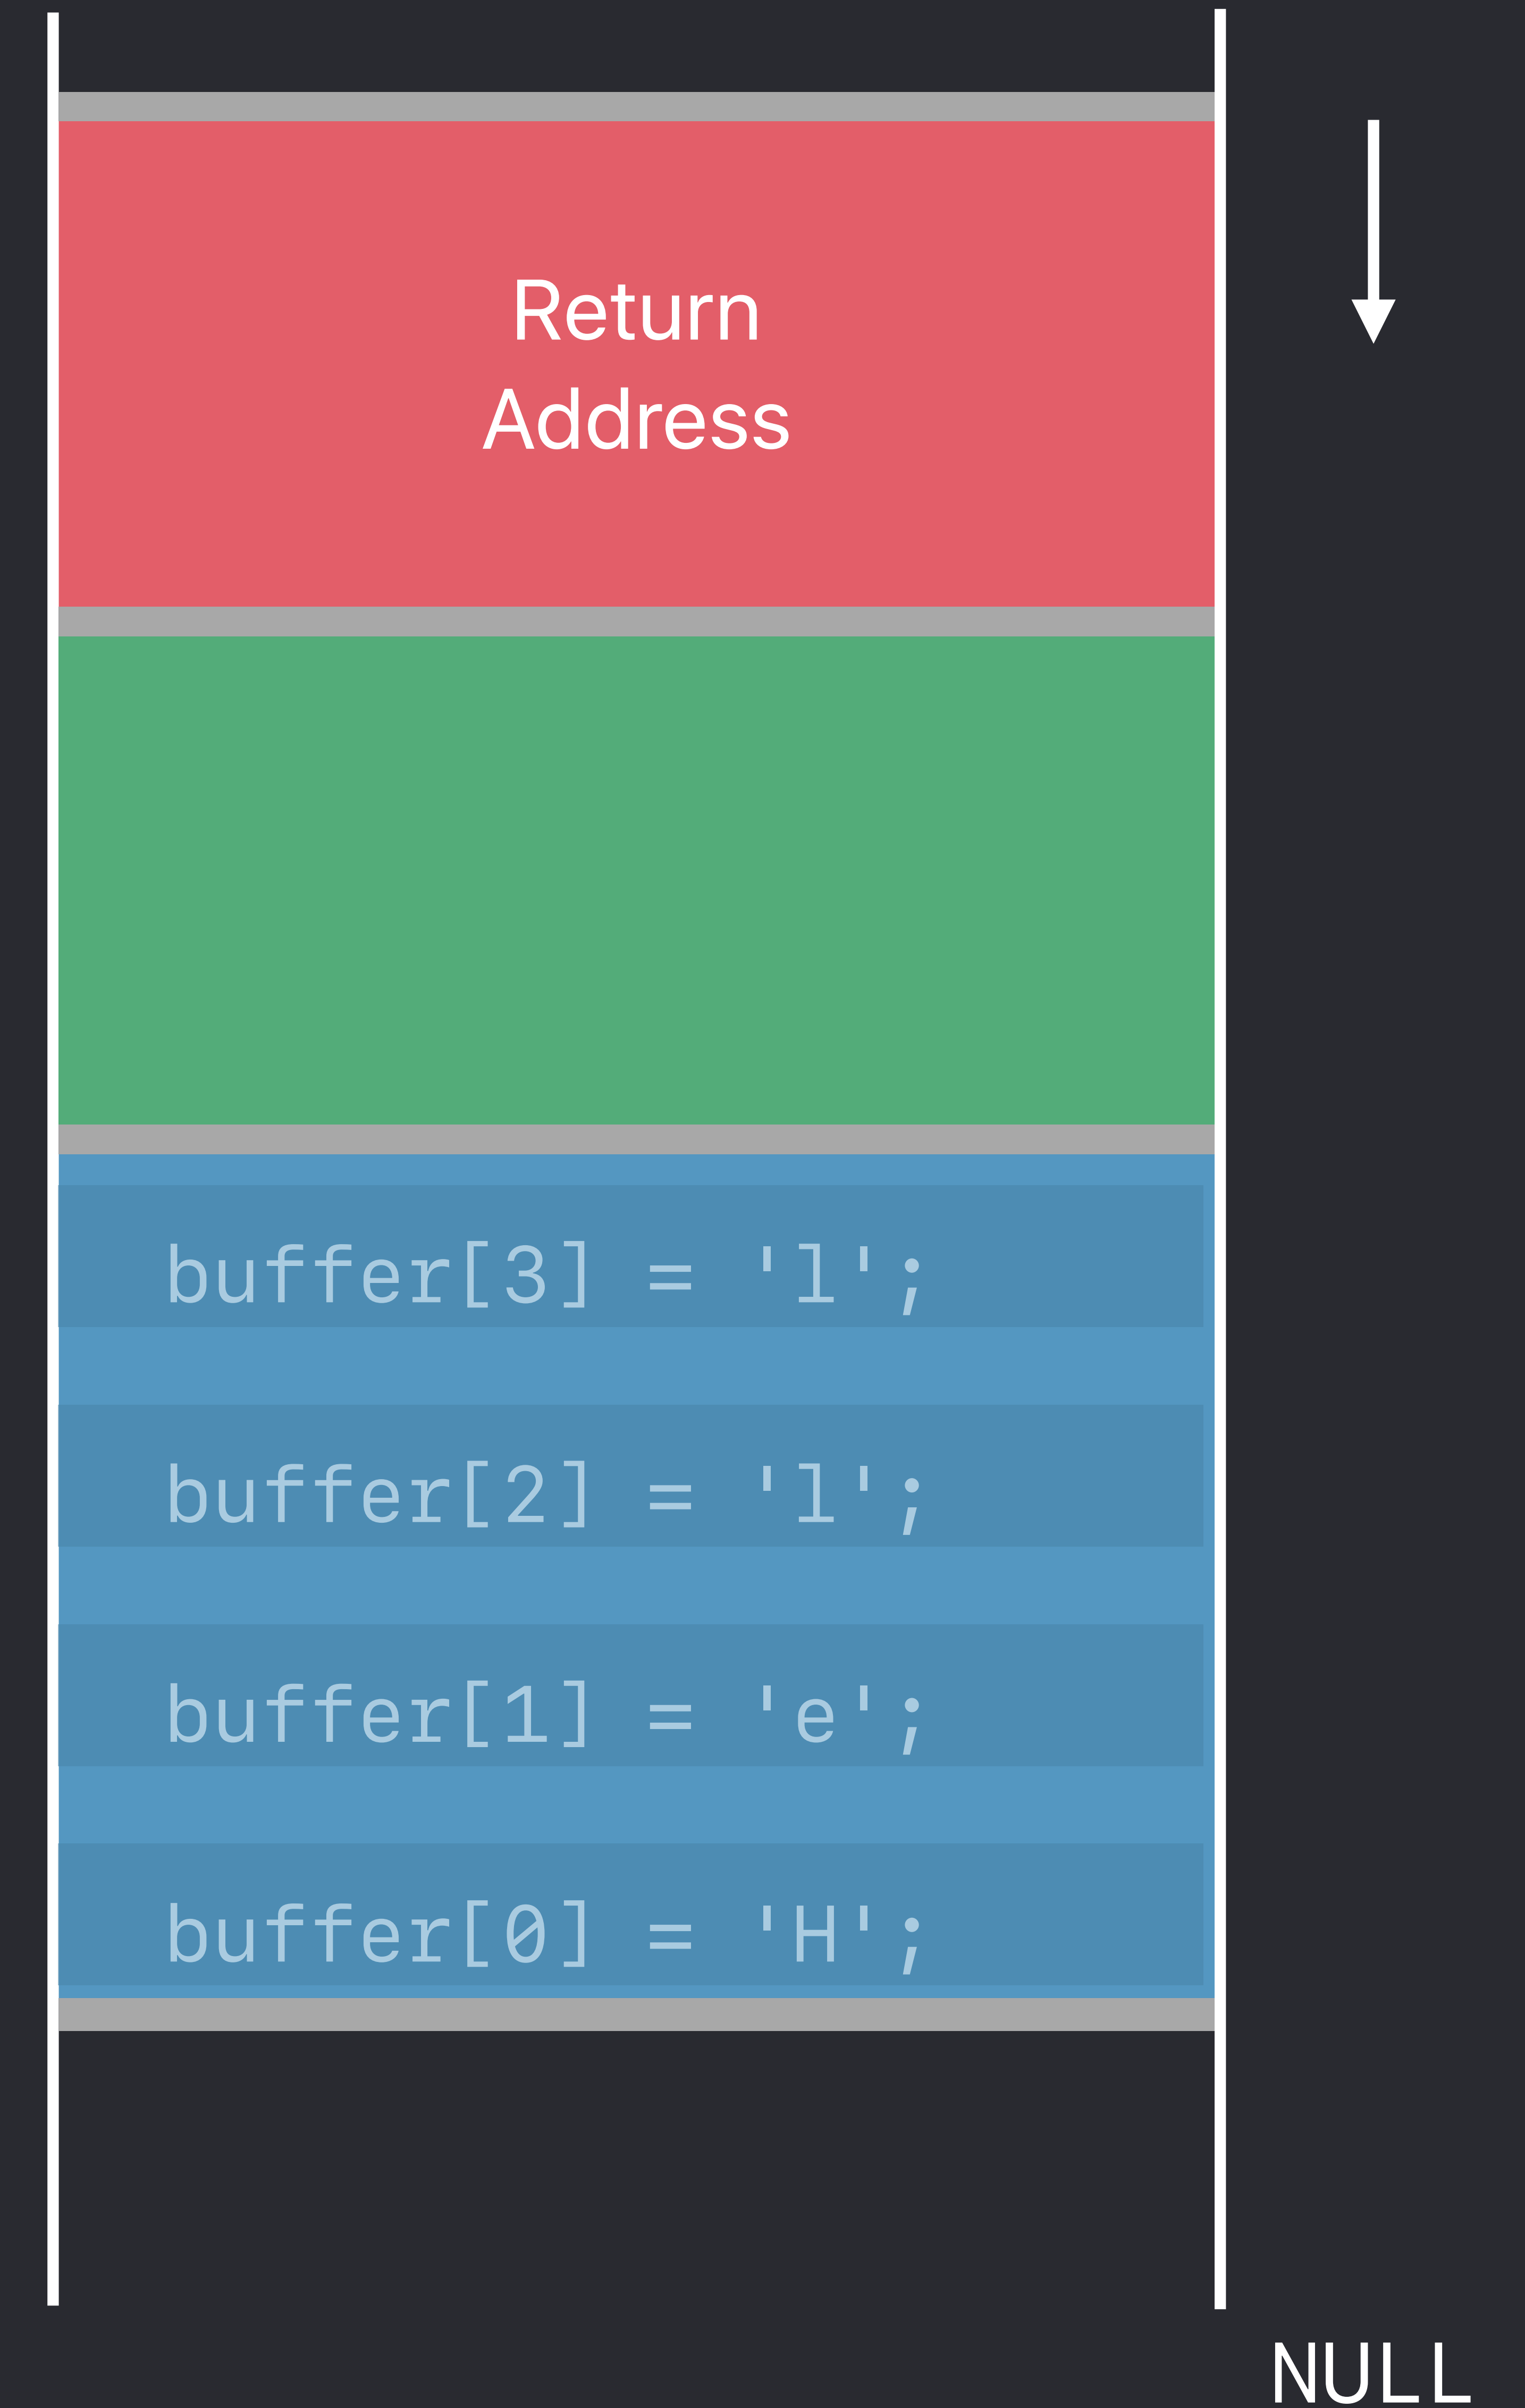 Return
Address
buffer[3] = 'l';
buffer[2] = 'l';
buffer[1] = 'e';
buffer[0] = 'H';
NULL